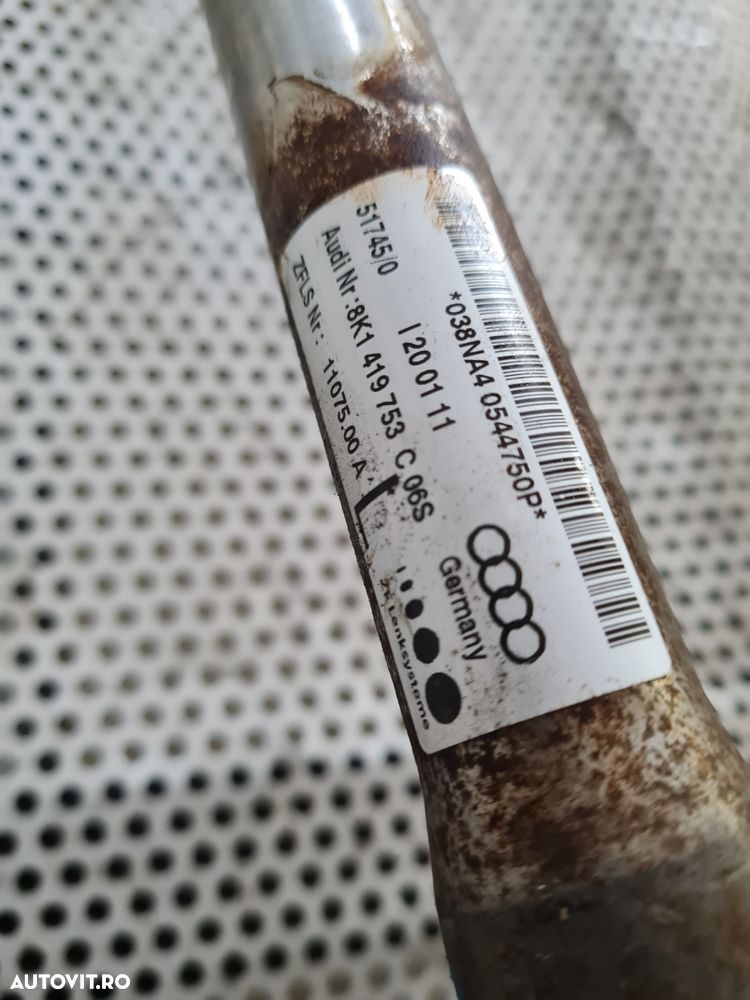 51745/0
I 20 01 11
*038NA4 0544750P*
Audi Nr.:8K1 419 753 C 06S
ZFLS Nr.: 11075.00 A
Germany
ZF Lenksysteme
AUTOVIT.RO